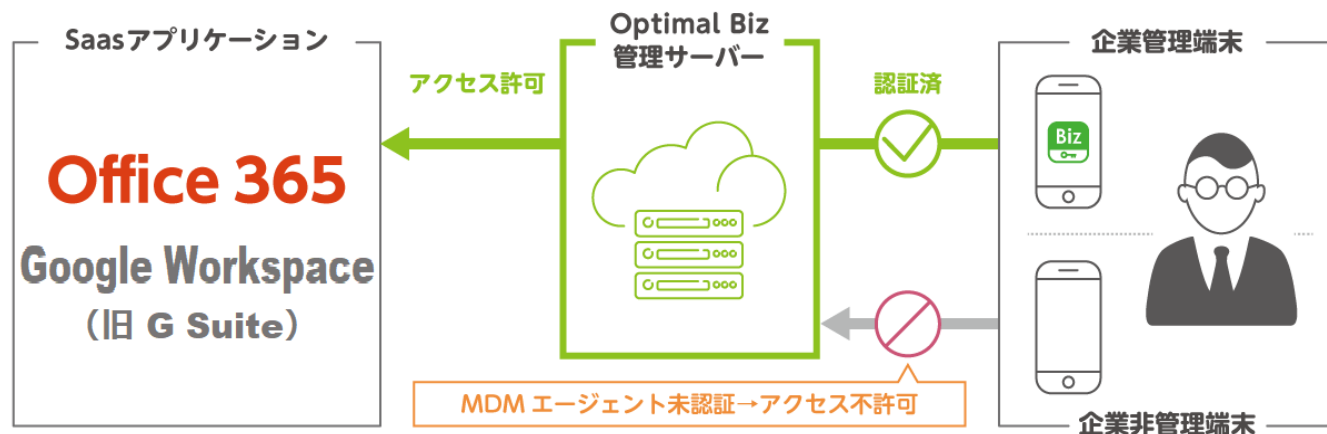 Saasアプリケーション
Office 365
Google Workspace
（旧 G Suite）
アクセス許可
Optimal Biz
管理サーバー
認証済
企業管理端末
Biz
MDM エージェント未認証→アクセス不許可
企業非管理端末